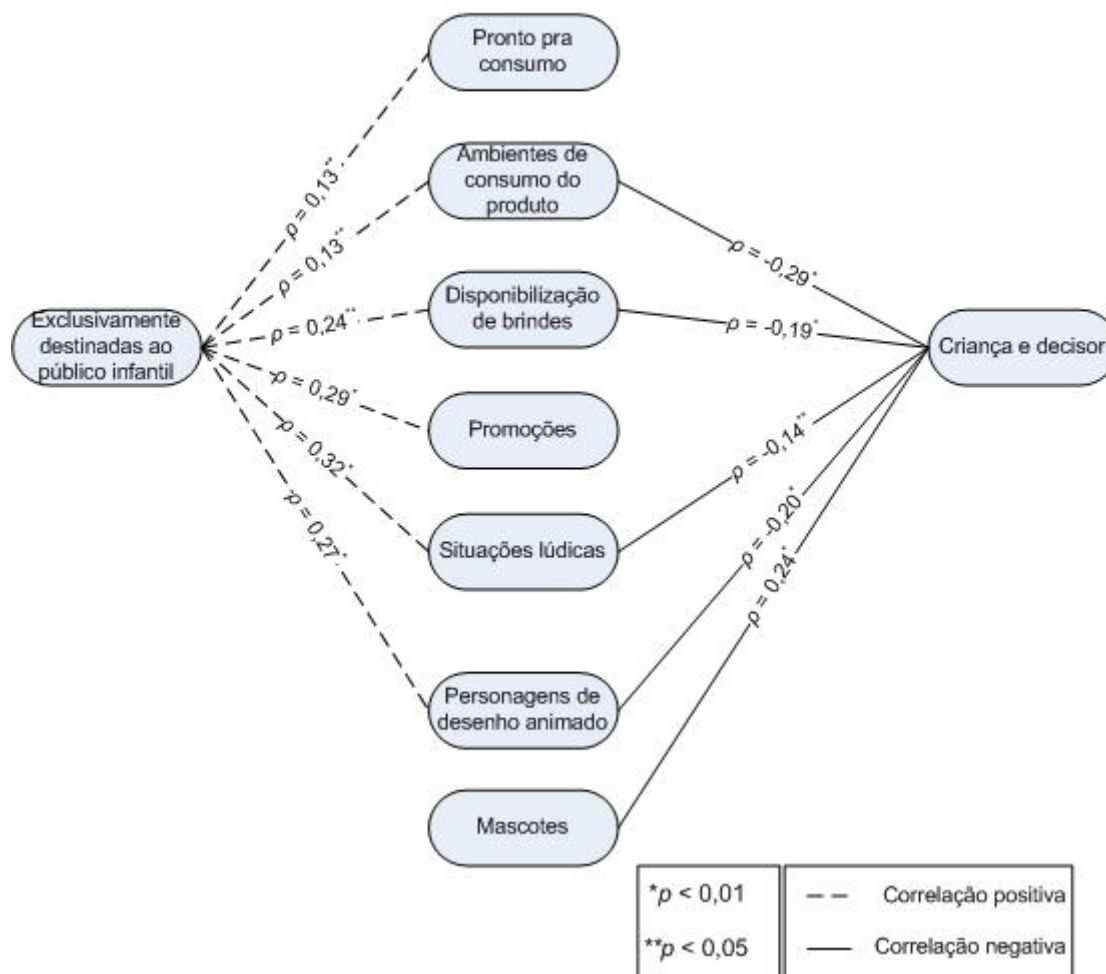 Pronto pra
consumo
Ambientes de
consumo do
produto
Disponibilização
de brindes
Exclusivamente
destinadas ao
público infantil
Criança e decisor
Promoções
Situações lúdicas
Personagens de
desenho animado
Mascotes
ρ = 0,13**
ρ = 0,13**
ρ = 0,24**
ρ = 0,29*
ρ = 0,32*
ρ = 0,27*
ρ = -0,29*
ρ = -0,19*
ρ = -0,14**
ρ = -0,20*
ρ = 0,24*
*p < 0,01
**p < 0,05
Correlação positiva
Correlação negativa